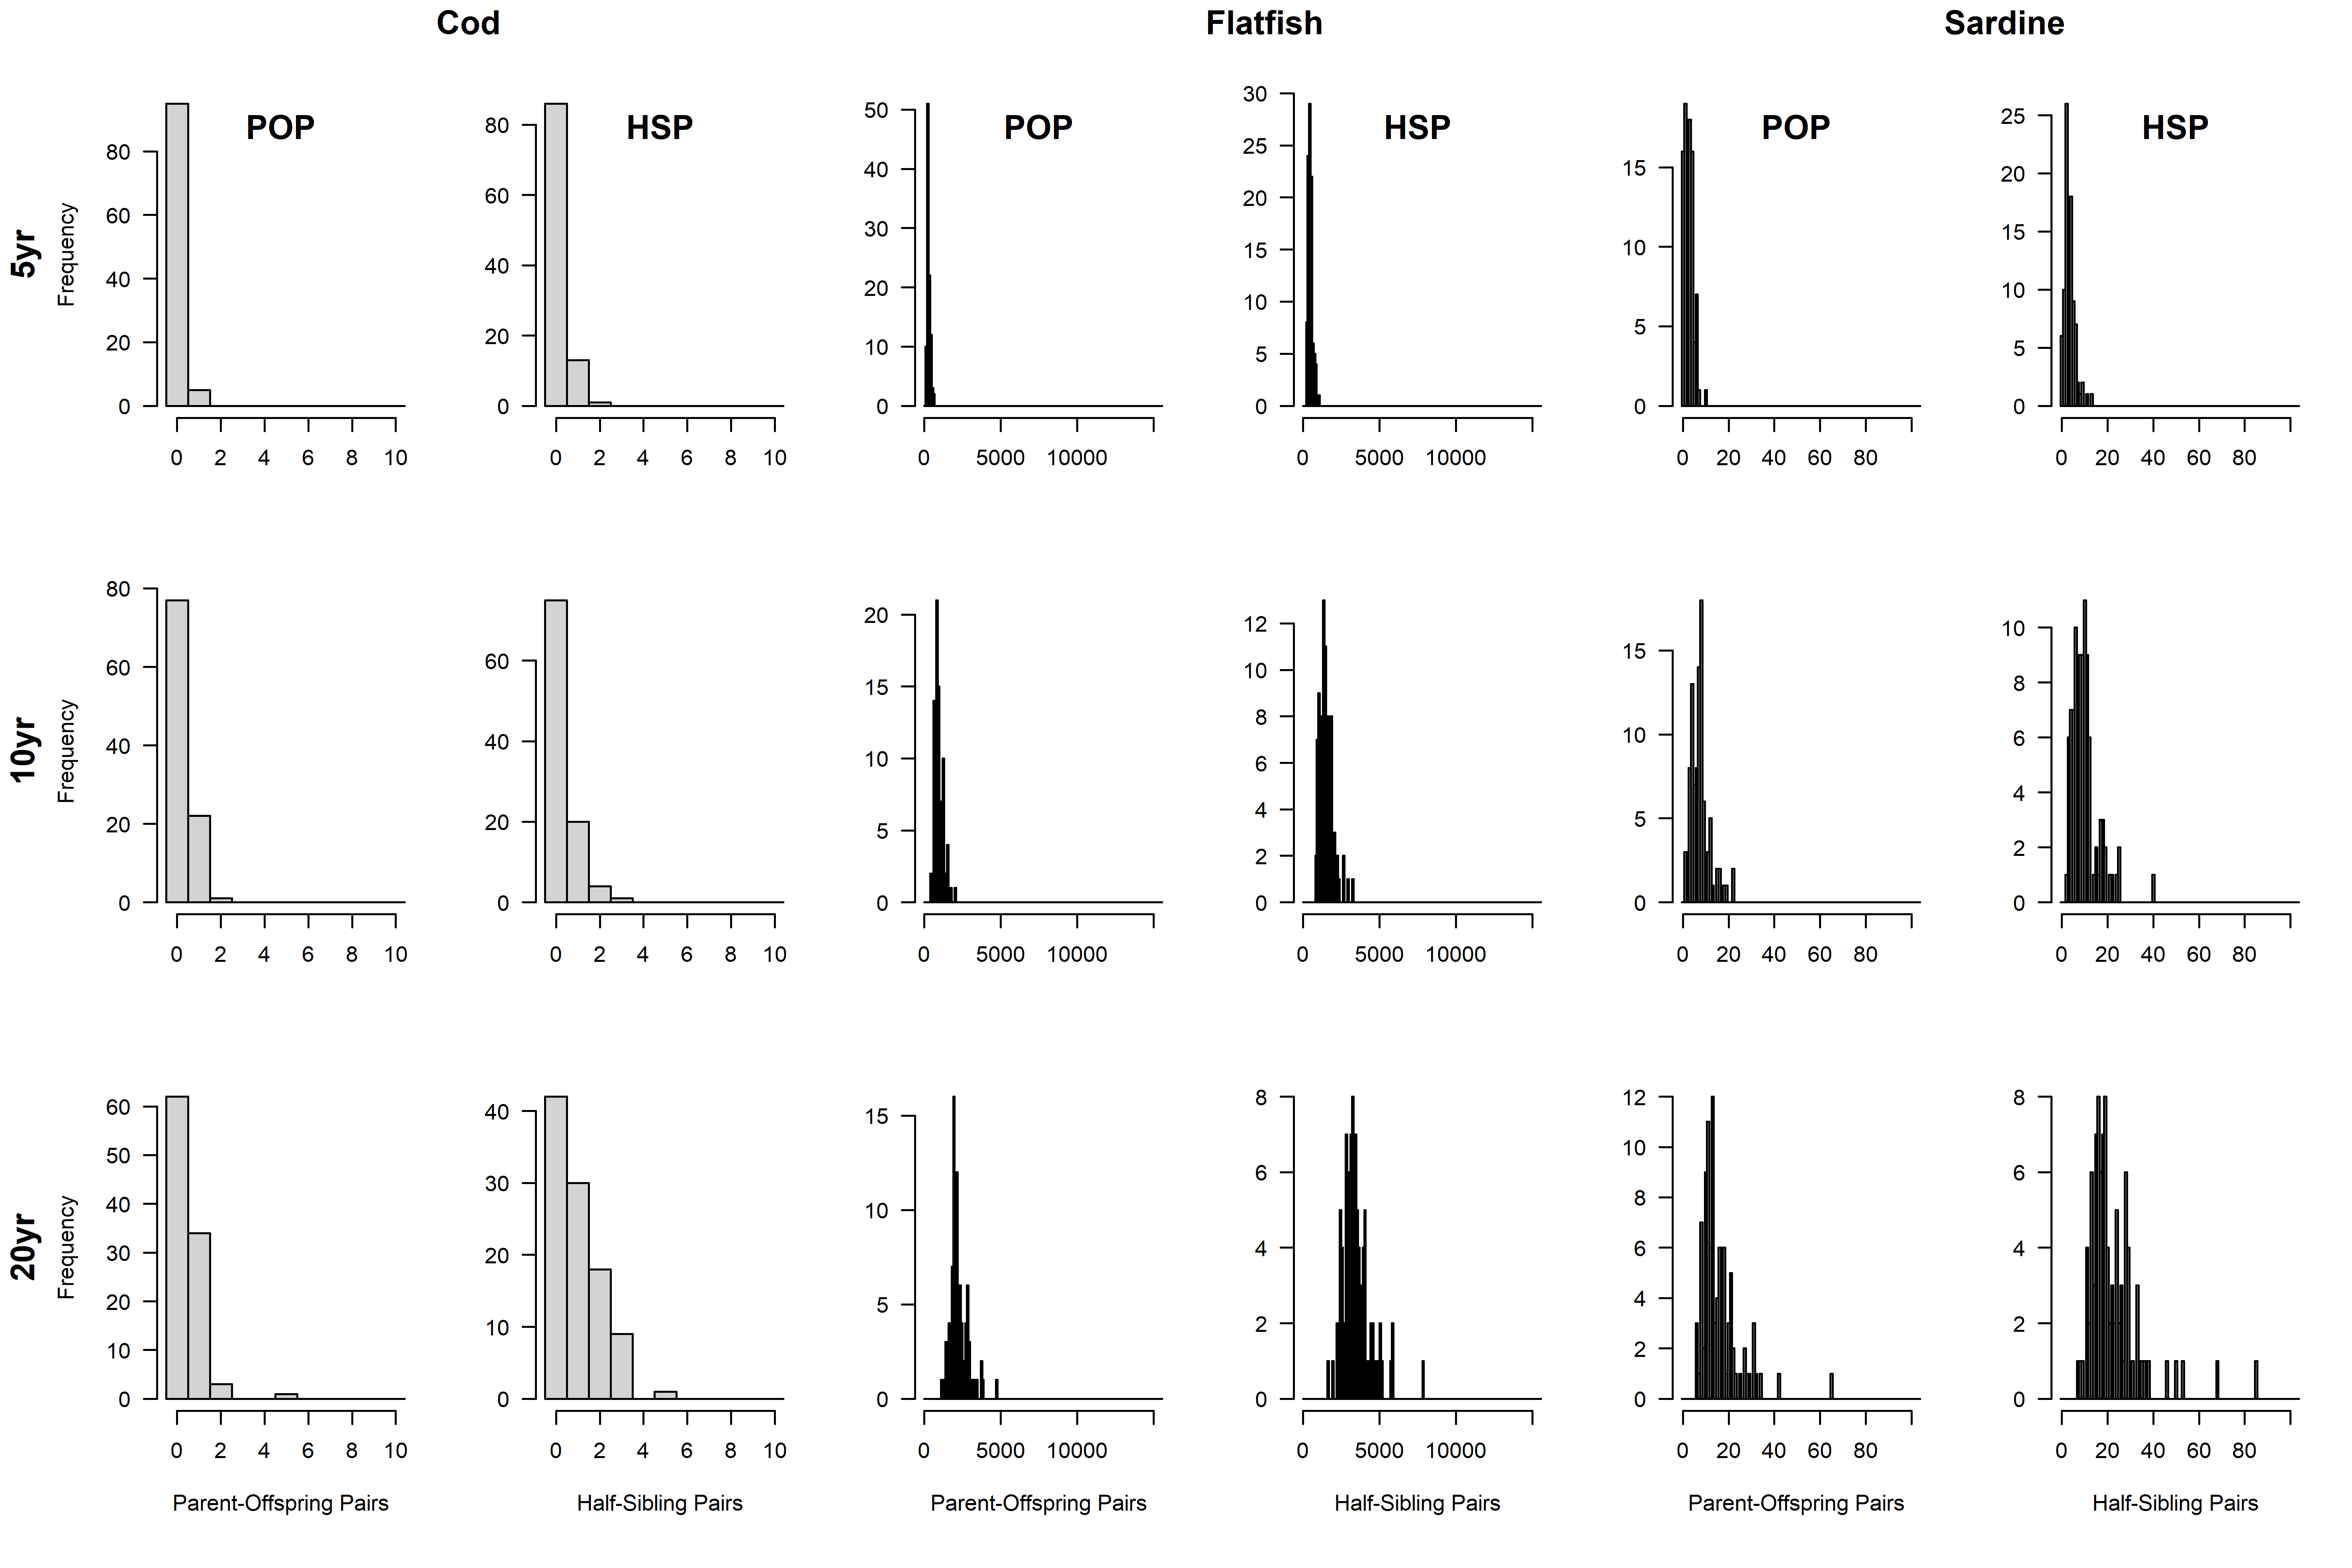 Cod Flatfish Sardine
POP HSP POP HSP POP HSP
5yr
Frequency
0 20 40 60 80
0 20 40 60 80
0 10 20 30 40 50
0 5 10 15 20 25 30
0 5 10 15
0 5 10 15 20 25
0 2 4 6 8 10
0 2 4 6 8 10
0 5000 10000
0 5000 10000
0 20 40 60 80
0 20 40 60 80
10yr
Frequency
0 20 40 60 80
0 20 40 60
0 5 10 15 20
0 2 4 6 8 10 12
0 5 10 15
0 2 4 6 8 10
0 2 4 6 8 10
0 2 4 6 8 10
0 5000 10000
0 5000 10000
0 20 40 60 80
0 20 40 60 80
20yr
Frequency
0 10 20 30 40 50 60
0 10 20 30 40
0 5 10 15
0 2 4 6 8
0 2 4 6 8 10 12
0 2 4 6 8
0 2 4 6 8 10
0 2 4 6 8 10
0 5000 10000
0 5000 10000
0 20 40 60 80
0 20 40 60 80
Parent-Offspring Pairs
Half-Sibling Pairs
Parent-Offspring Pairs
Half-Sibling Pairs
Parent-Offspring Pairs
Half-Sibling Pairs